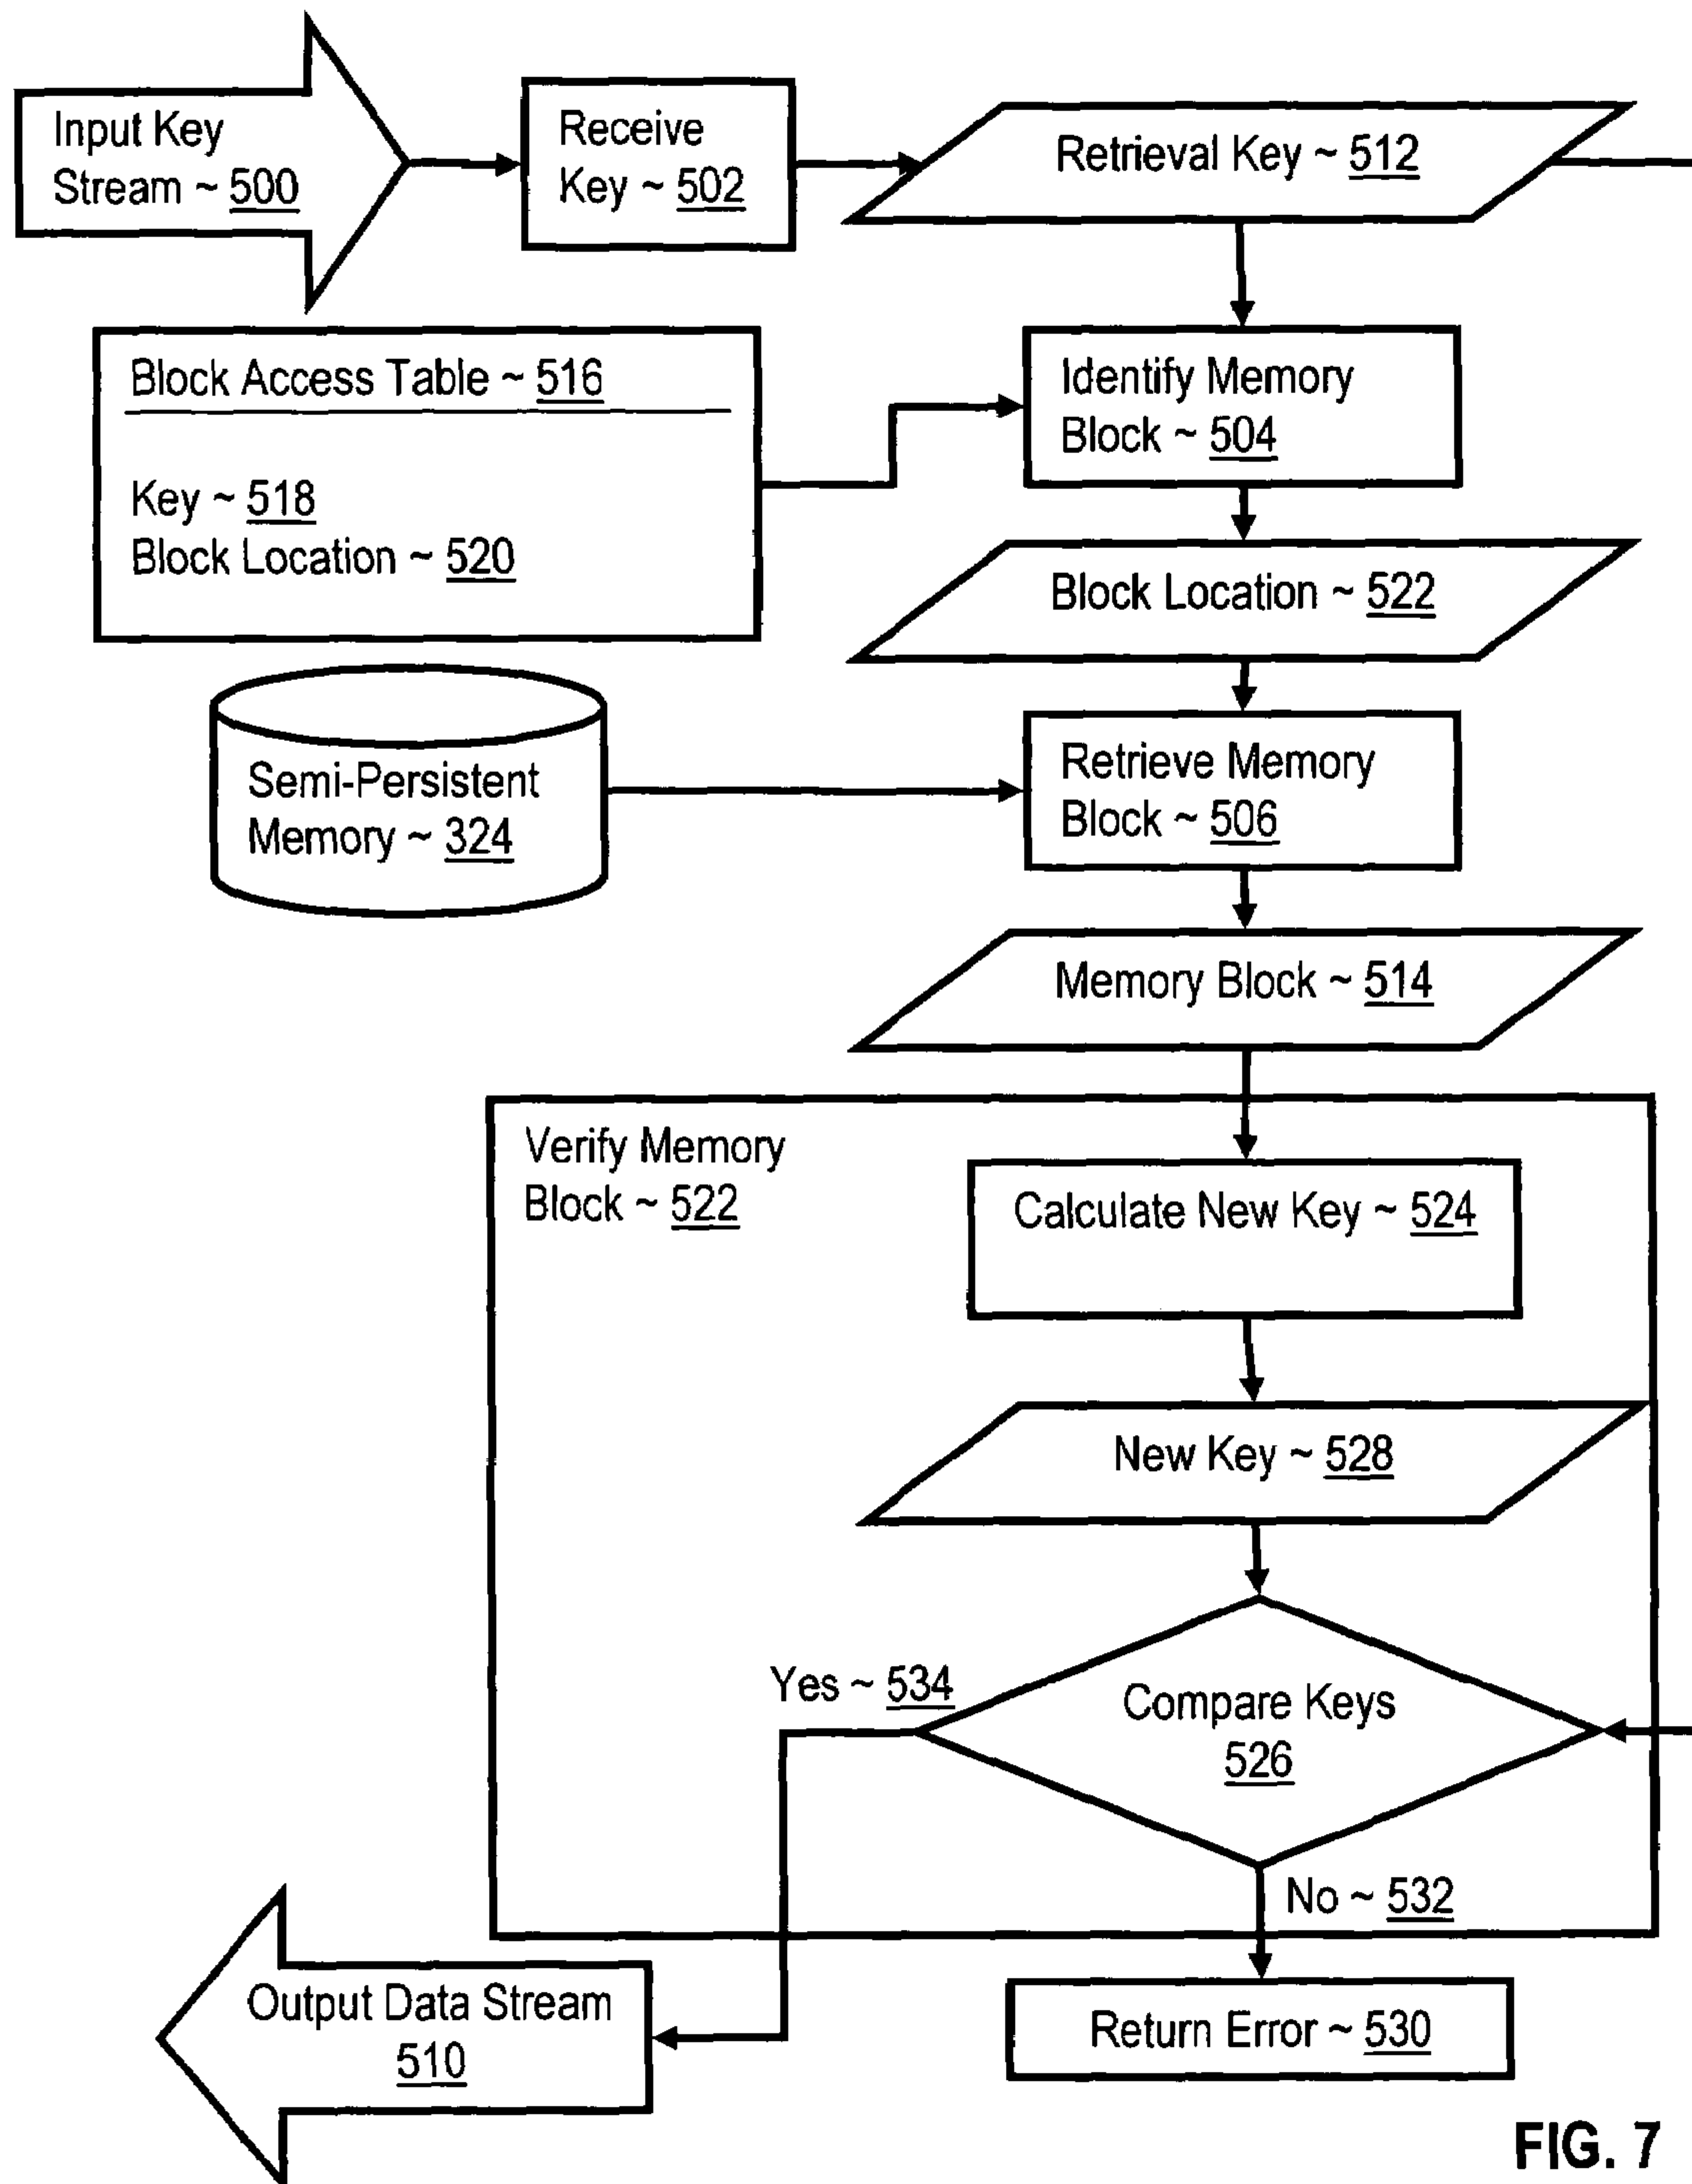 Input Key
Stream ~ 500
Receive
Key ~ 502
Retrieval Key ~ 512
Block Access Table ~ 516
Key ~ 518
Block Location ~ 520
Identify Memory
Block ~ 504
Block Location ~ 522
Semi-Persistent
Memory ~ 324
Retrieve Memory
Block ~ 506
Memory Block ~ 514
Verify Memory
Block ~ 522
Calculate New Key ~ 524
New Key ~ 528
Yes ~ 534
Compare Keys
526
No ~ 532
Output Data Stream
510
Return Error ~ 530
FIG. 7